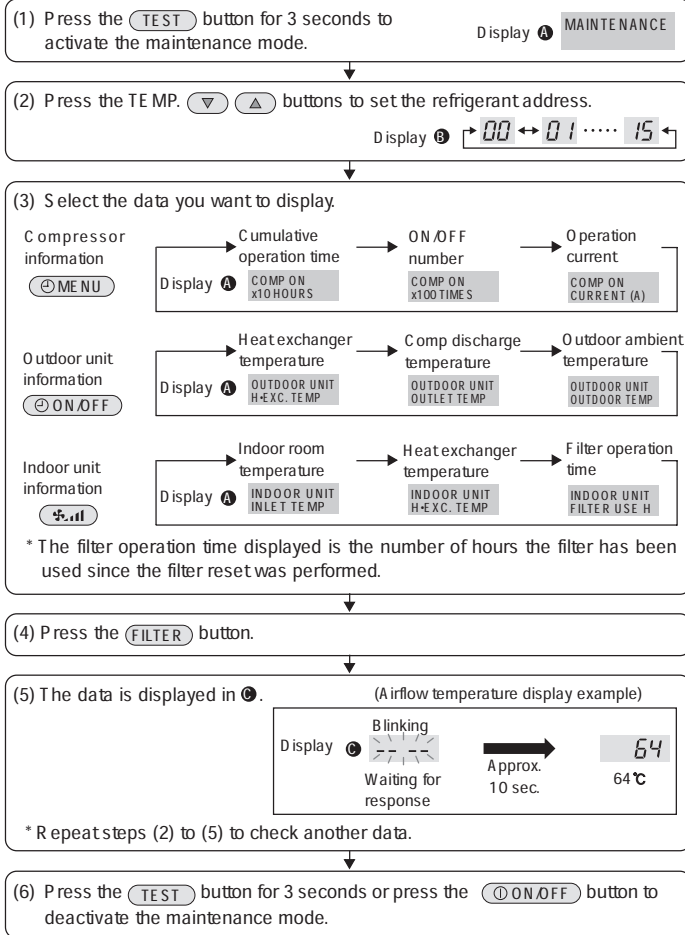 (1) Press the TEST button for 3 seconds to
activate the maintenance mode.
Display A MAINTENANCE
(2) Press the TEMP. ▽ △ buttons to set the refrigerant address.
Display B 00 ↔ 01 ····· 15
(3) Select the data you want to display.
Compressor
information
MENU
Cumulative
operation time
Display A COMP ON
x10HOURS
ON/OFF
number
COMP ON
x100TIMES
Operation
current
COMP ON
CURRENT (A)
Outdoor unit
information
ON/OFF
Heat exchanger
temperature
Display A OUTDOOR UNIT
H•EXC. TEMP
Comp discharge
temperature
OUTDOOR UNIT
OUTLET TEMP
Outdoor ambient
temperature
OUTDOOR UNIT
OUTDOOR TEMP
Indoor unit
information
Indoor room
temperature
Display A INDOOR UNIT
INLET TEMP
Heat exchanger
temperature
INDOOR UNIT
H•EXC. TEMP
Filter operation
time
INDOOR UNIT
FILTER USE H
* The filter operation time displayed is the number of hours the filter has been
used since the filter reset was performed.
(4) Press the FILTER button.
(5) The data is displayed in C.
(Airflow temperature display example)
Blinking
Display C -- --
Waiting for
response
Approx.
10 sec.
64
64℃
* Repeat steps (2) to (5) to check another data.
(6) Press the TEST button for 3 seconds or press the ON/OFF button to
deactivate the maintenance mode.